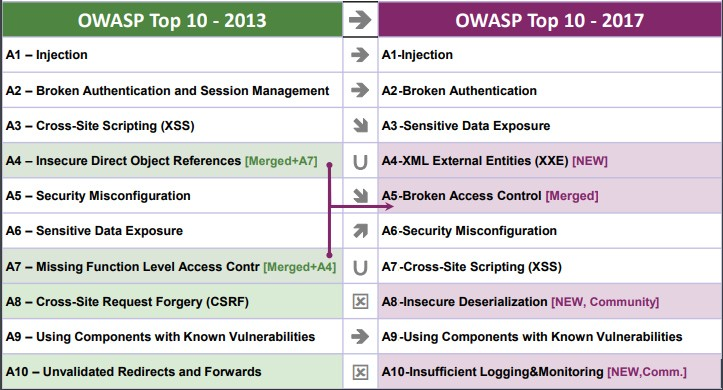 OWASP Top 10 - 2013 → OWASP Top 10 - 2017
A1 – Injection → A1-Injection
A2 – Broken Authentication and Session Management → A2-Broken Authentication
A3 – Cross-Site Scripting (XSS) ↘ A3-Sensitive Data Exposure
A4 – Insecure Direct Object References [Merged+A7] U A4-XML External Entities (XXE) [NEW]
A5 – Security Misconfiguration ↘ A5-Broken Access Control [Merged]
A6 – Sensitive Data Exposure ↗ A6-Security Misconfiguration
A7 – Missing Function Level Access Contr [Merged+A4] U A7-Cross-Site Scripting (XSS)
A8 – Cross-Site Request Forgery (CSRF) ☒ A8-Insecure Deserialization [NEW, Community]
A9 – Using Components with Known Vulnerabilities → A9-Using Components with Known Vulnerabilities
A10 – Unvalidated Redirects and Forwards ☒ A10-Insufficient Logging&Monitoring [NEW,Comm.]